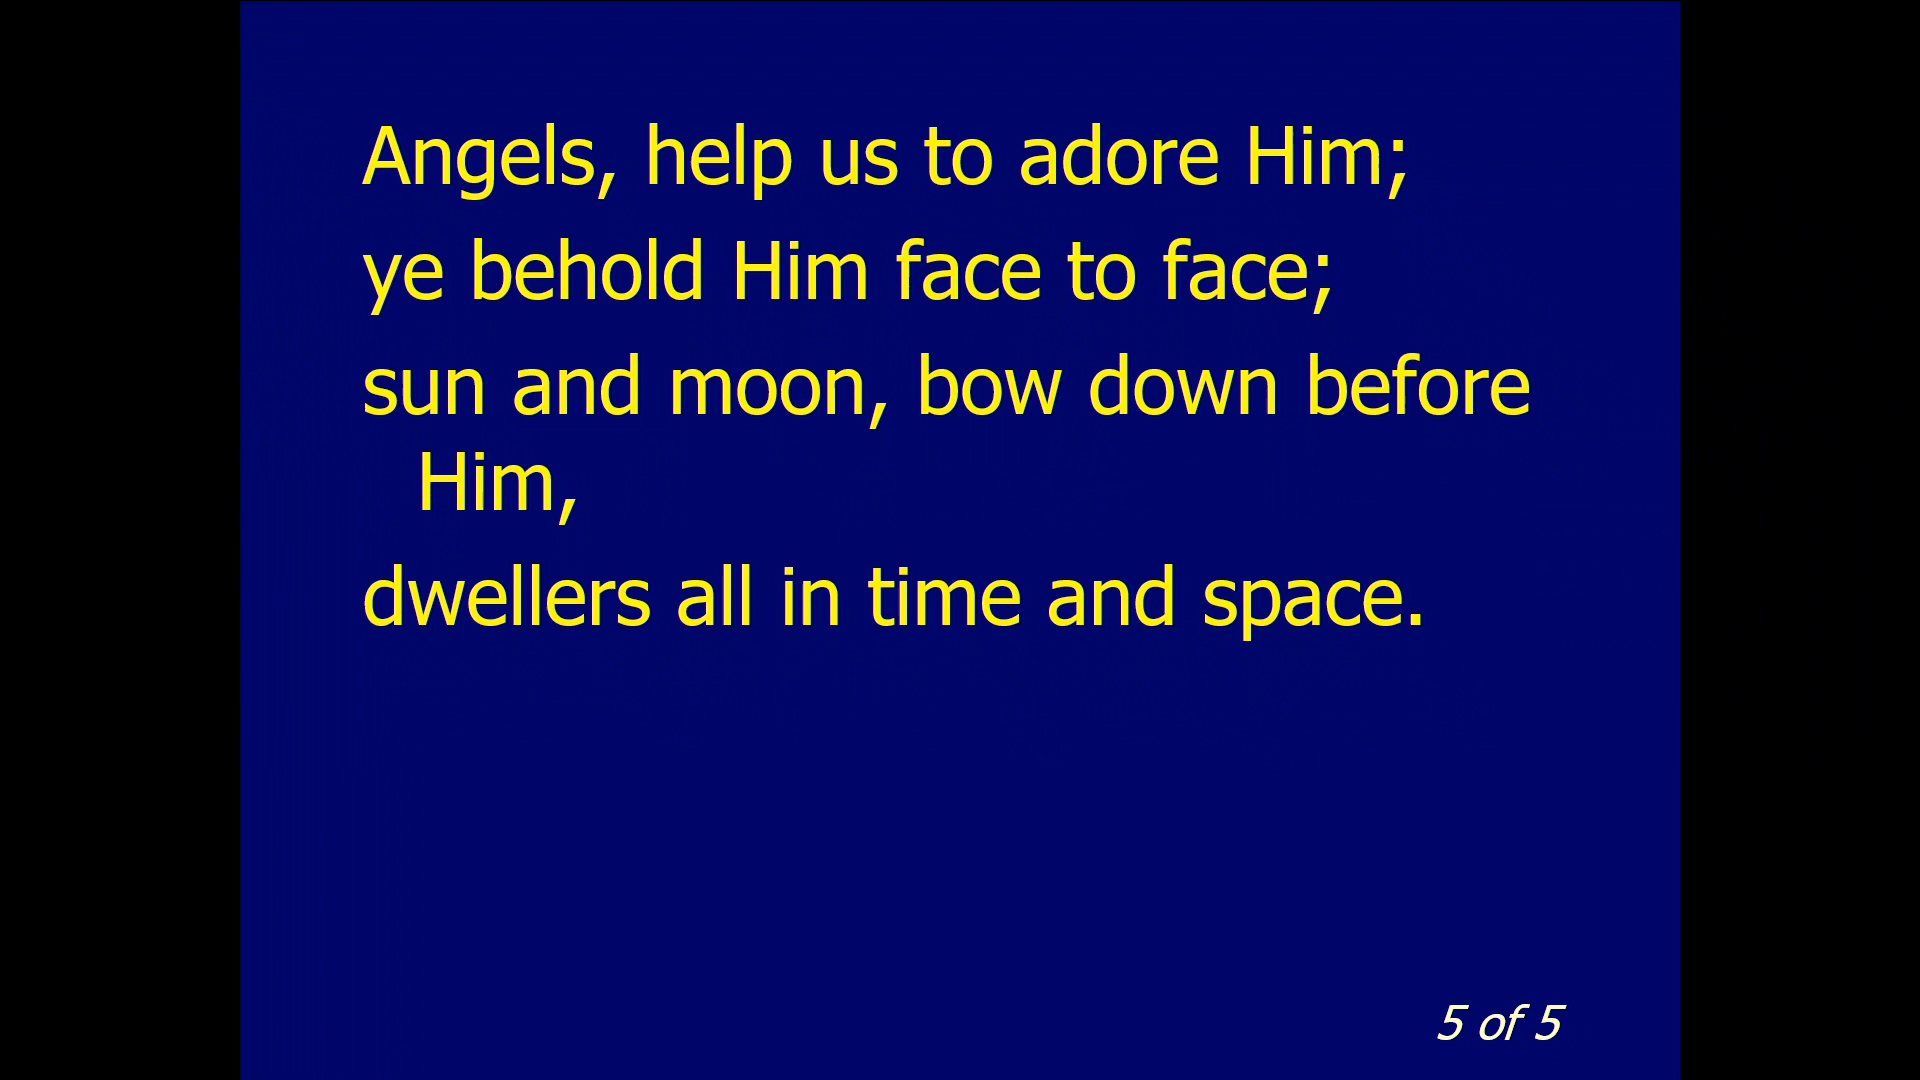 Angels, help us to adore Him;
ye behold Him face to face;
sun and moon, bow down before
Him,
dwellers all in time and space.
5 of 5